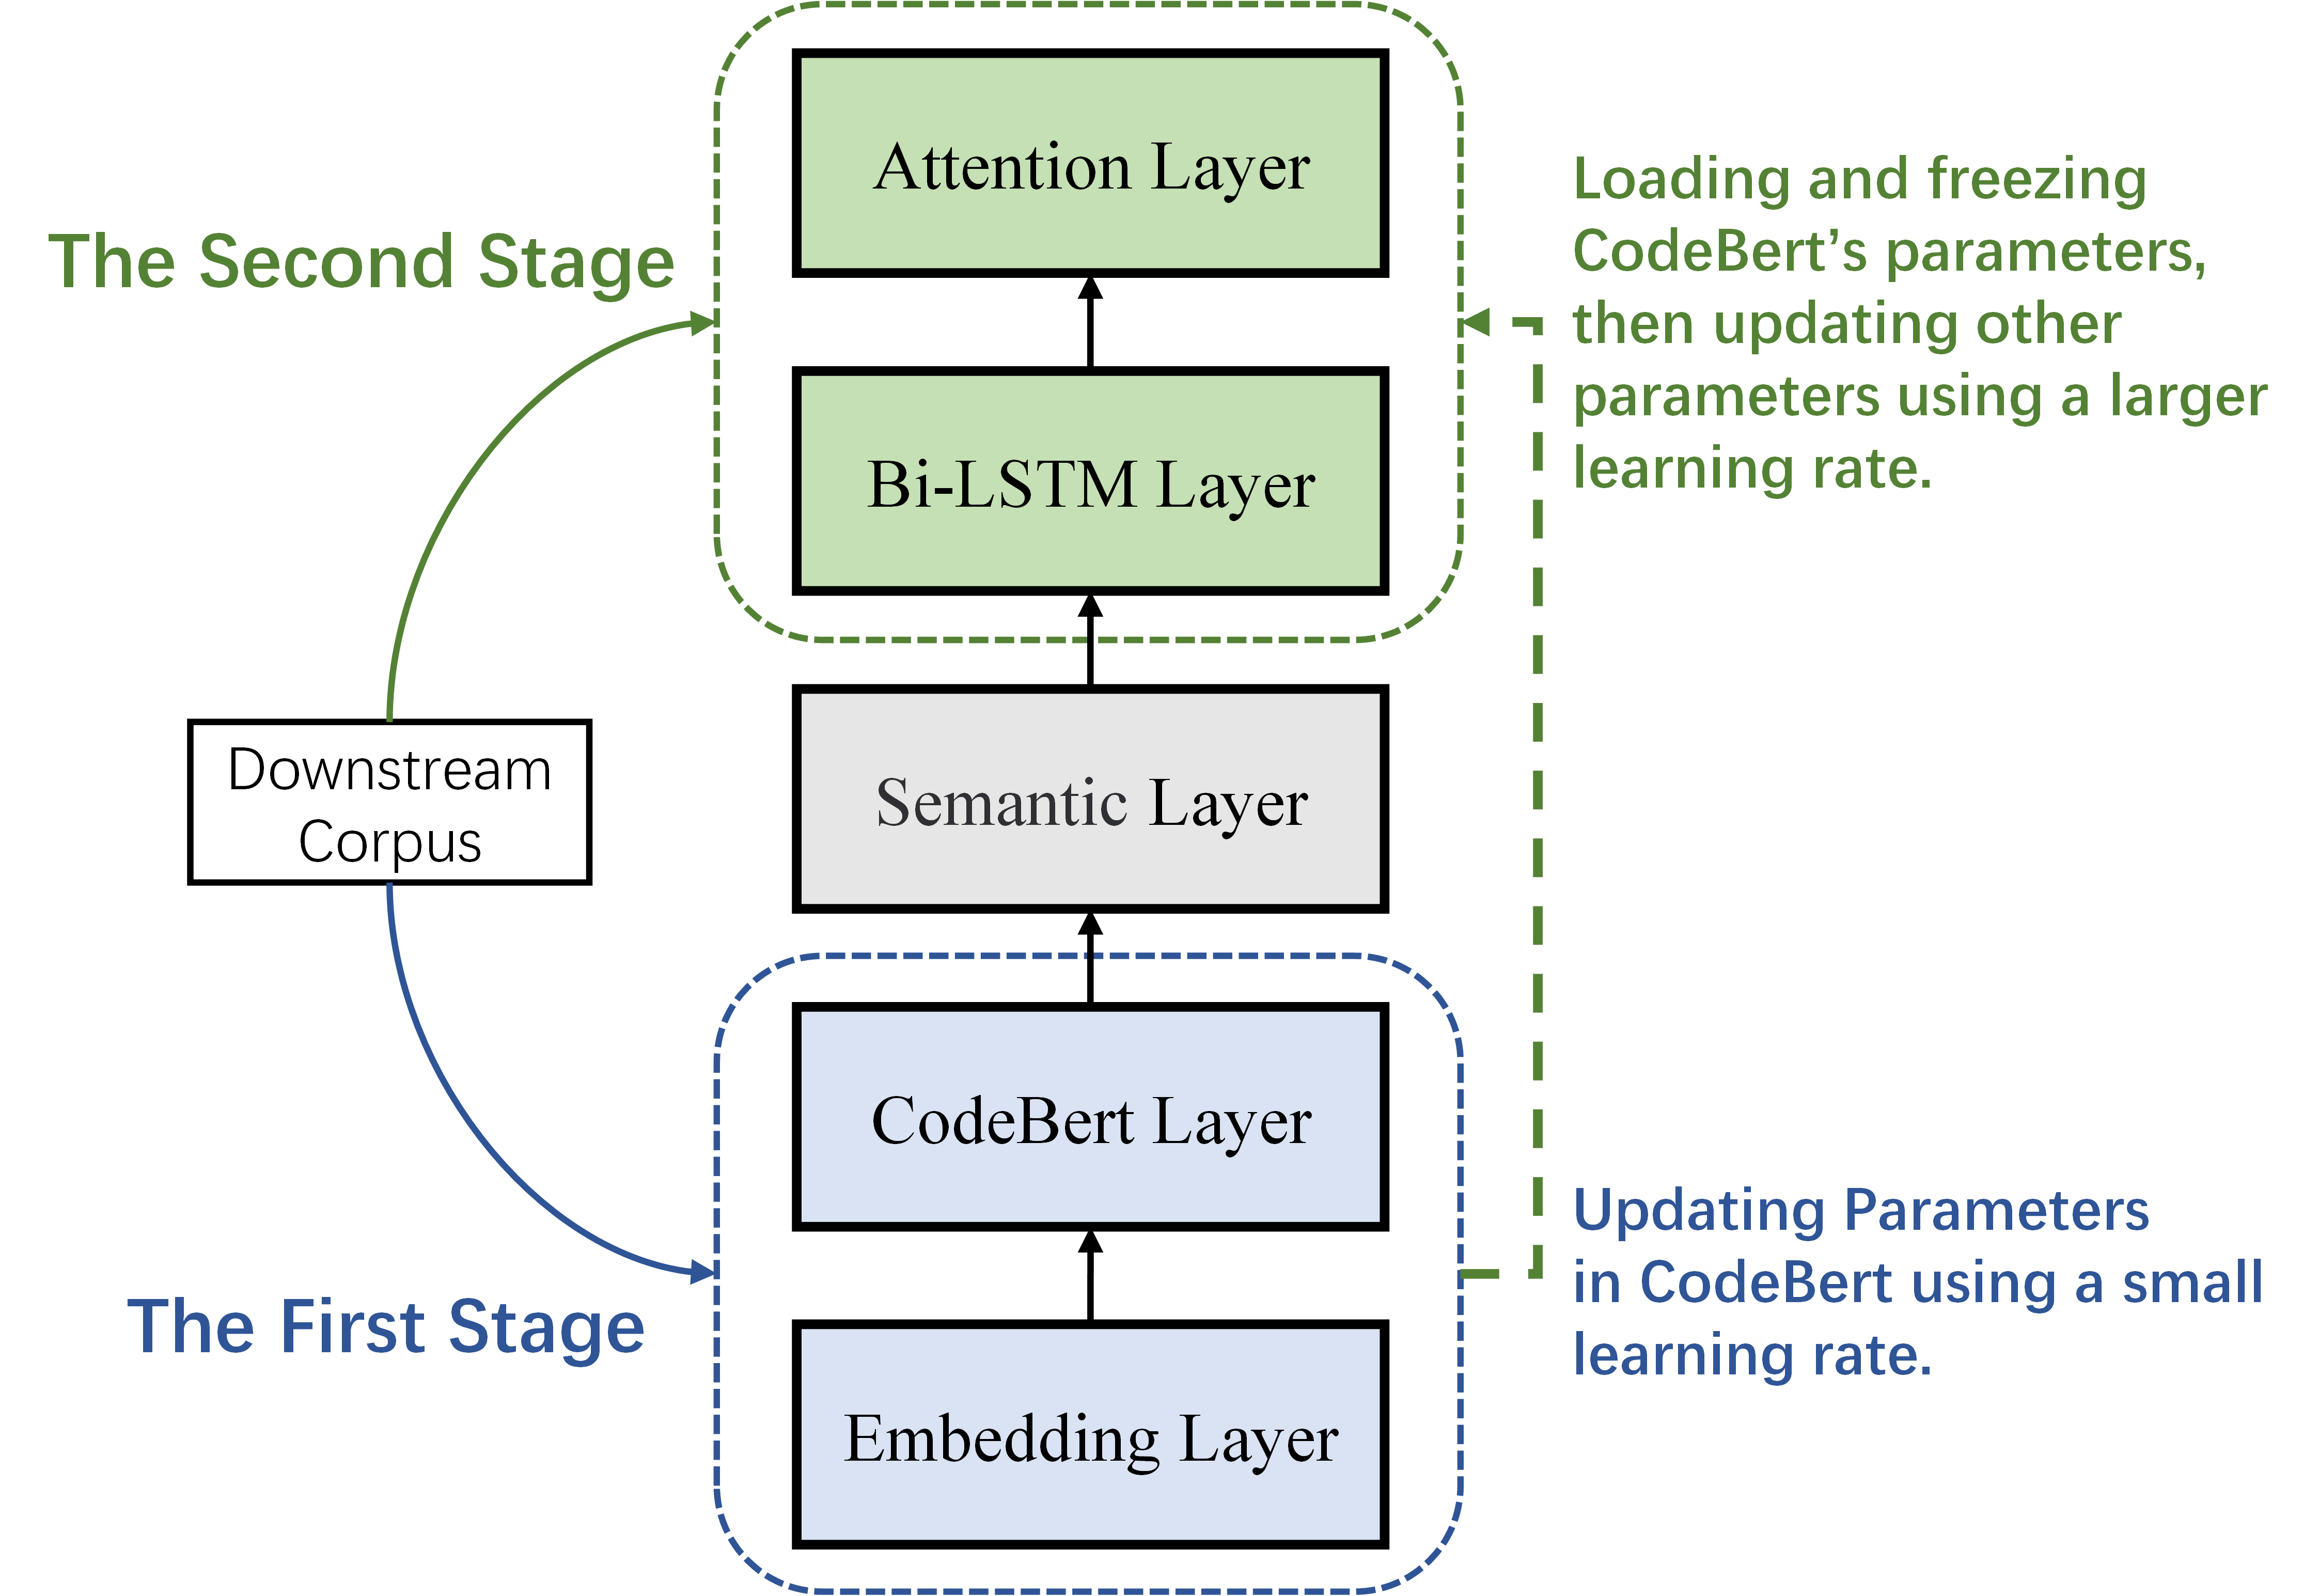 Attention Layer
The Second Stage
Loading and freezing
CodeBert’s parameters,
then updating other
parameters using a larger
learning rate.
Bi-LSTM Layer
Downstream
Corpus
Semantic Layer
CodeBert Layer
Updating Parameters
in CodeBert using a small
learning rate.
The First Stage
Embedding Layer